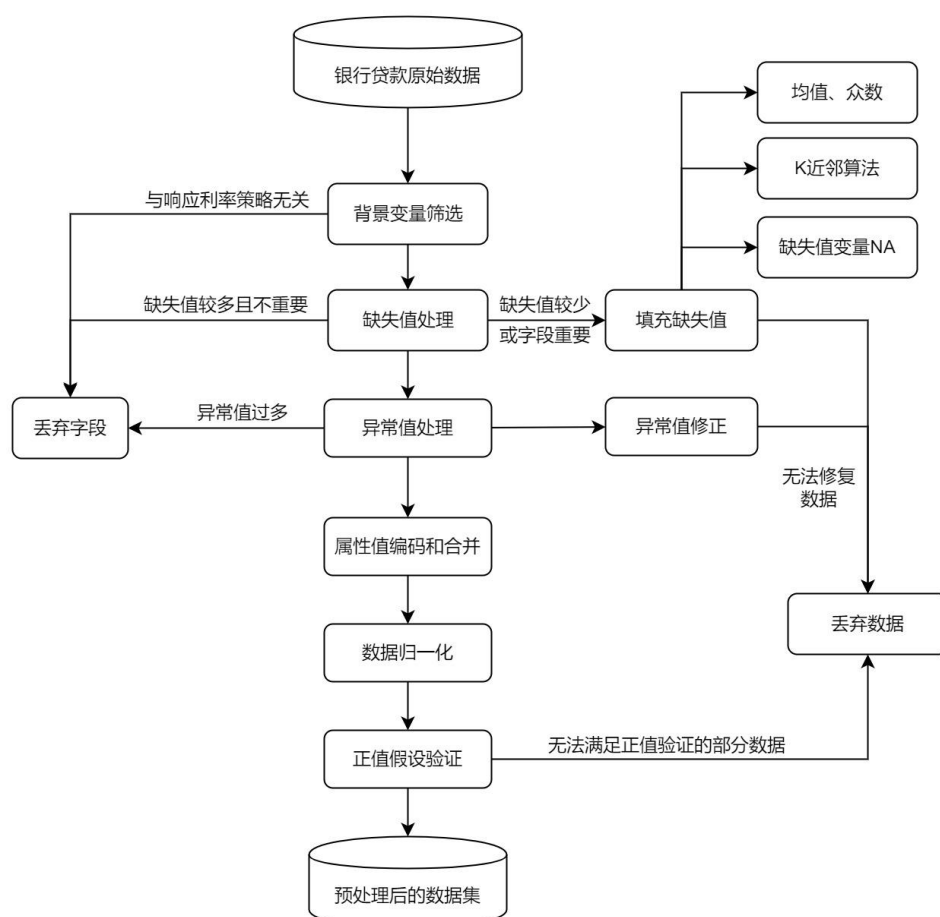 银行贷款原始数据
均值、众数
K近邻算法
与响应利率策略无关
背景变量筛选
缺失值变量NA
缺失值较多且不重要
缺失值处理
缺失值较少
或字段重要
填充缺失值
丢弃字段
异常值过多
异常值处理
异常值修正
无法修复
数据
属性值编码和合并
丢弃数据
数据归一化
正值假设验证
无法满足正值验证的部分数据
预处理后的数据集